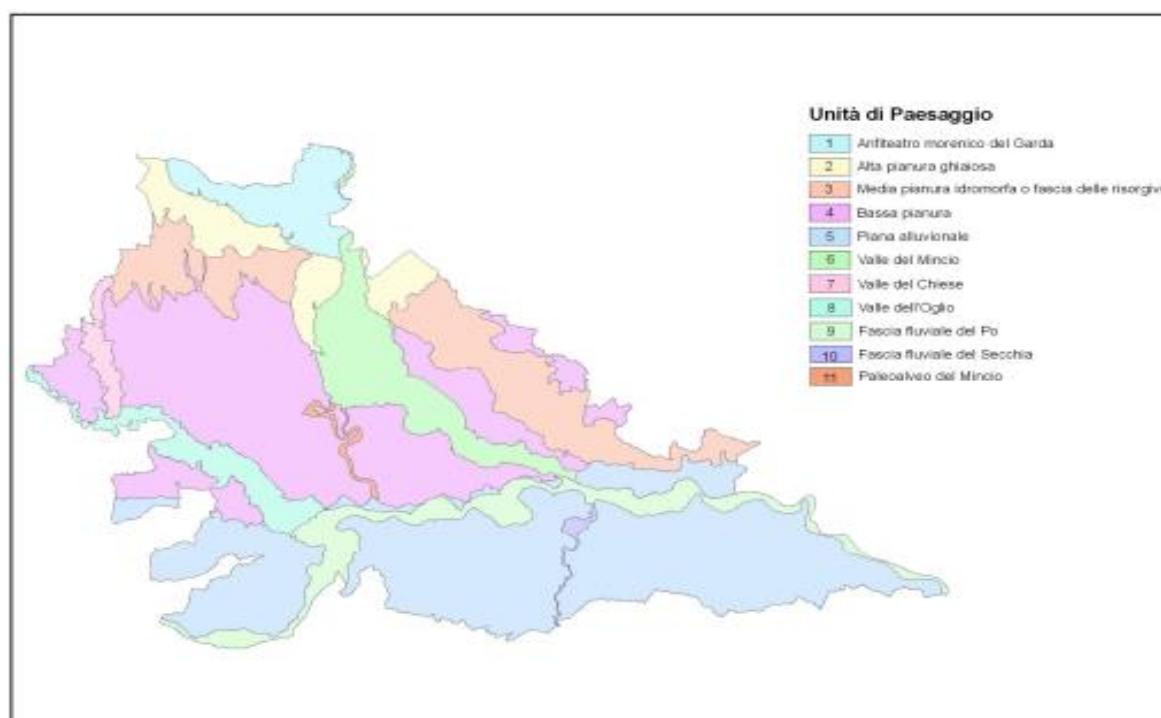 Unità di Paesaggio
1 Anfiteatro morenico del Garda
2 Alta pianura ghiaiosa
3 Media pianura idromorfa o fascia delle risorgiv
4 Bassa pianura
5 Piana alluvionale
6 Valle del Mincio
7 Valle del Chiese
8 Valle dell'Oglio
9 Fascia fluviale del Po
10 Fascia fluviale del Secchia
11 Paleoalveo del Mincio